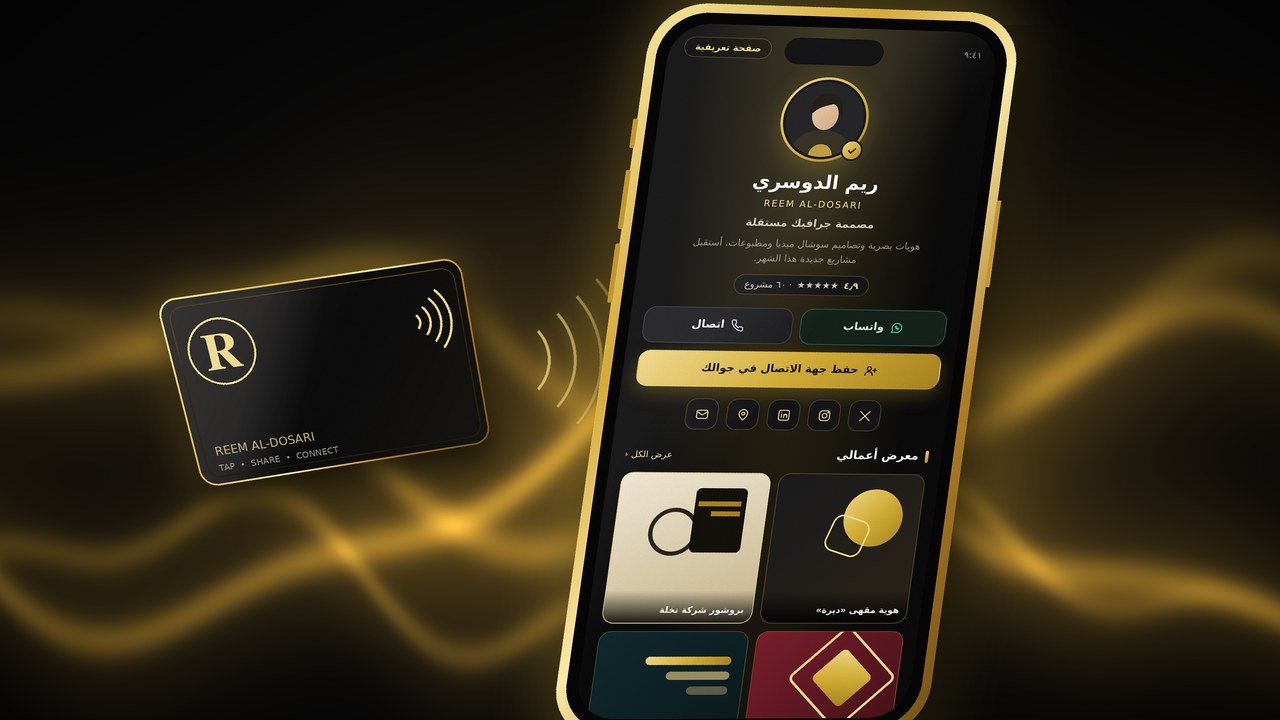 صفحة تعريفية
٩:٤١
ريم الدوسري
REEM AL-DOSARI
مصممة جرافيك مستقلة
هويات بصرية وتصاميم سوشال ميديا ومطبوعات. أستقبل
مشاريع جديدة هذا الشهر.
٤٫٩ ★★★★★ · ٦٠ مشروع
واتساب
اتصال
حفظ جهة الاتصال في جوالك
in
معرض أعمالي
عرض الكل ‹
هوية مقهى «ديرة»
بروشور شركة نخلة
R
REEM AL-DOSARI
TAP • SHARE • CONNECT